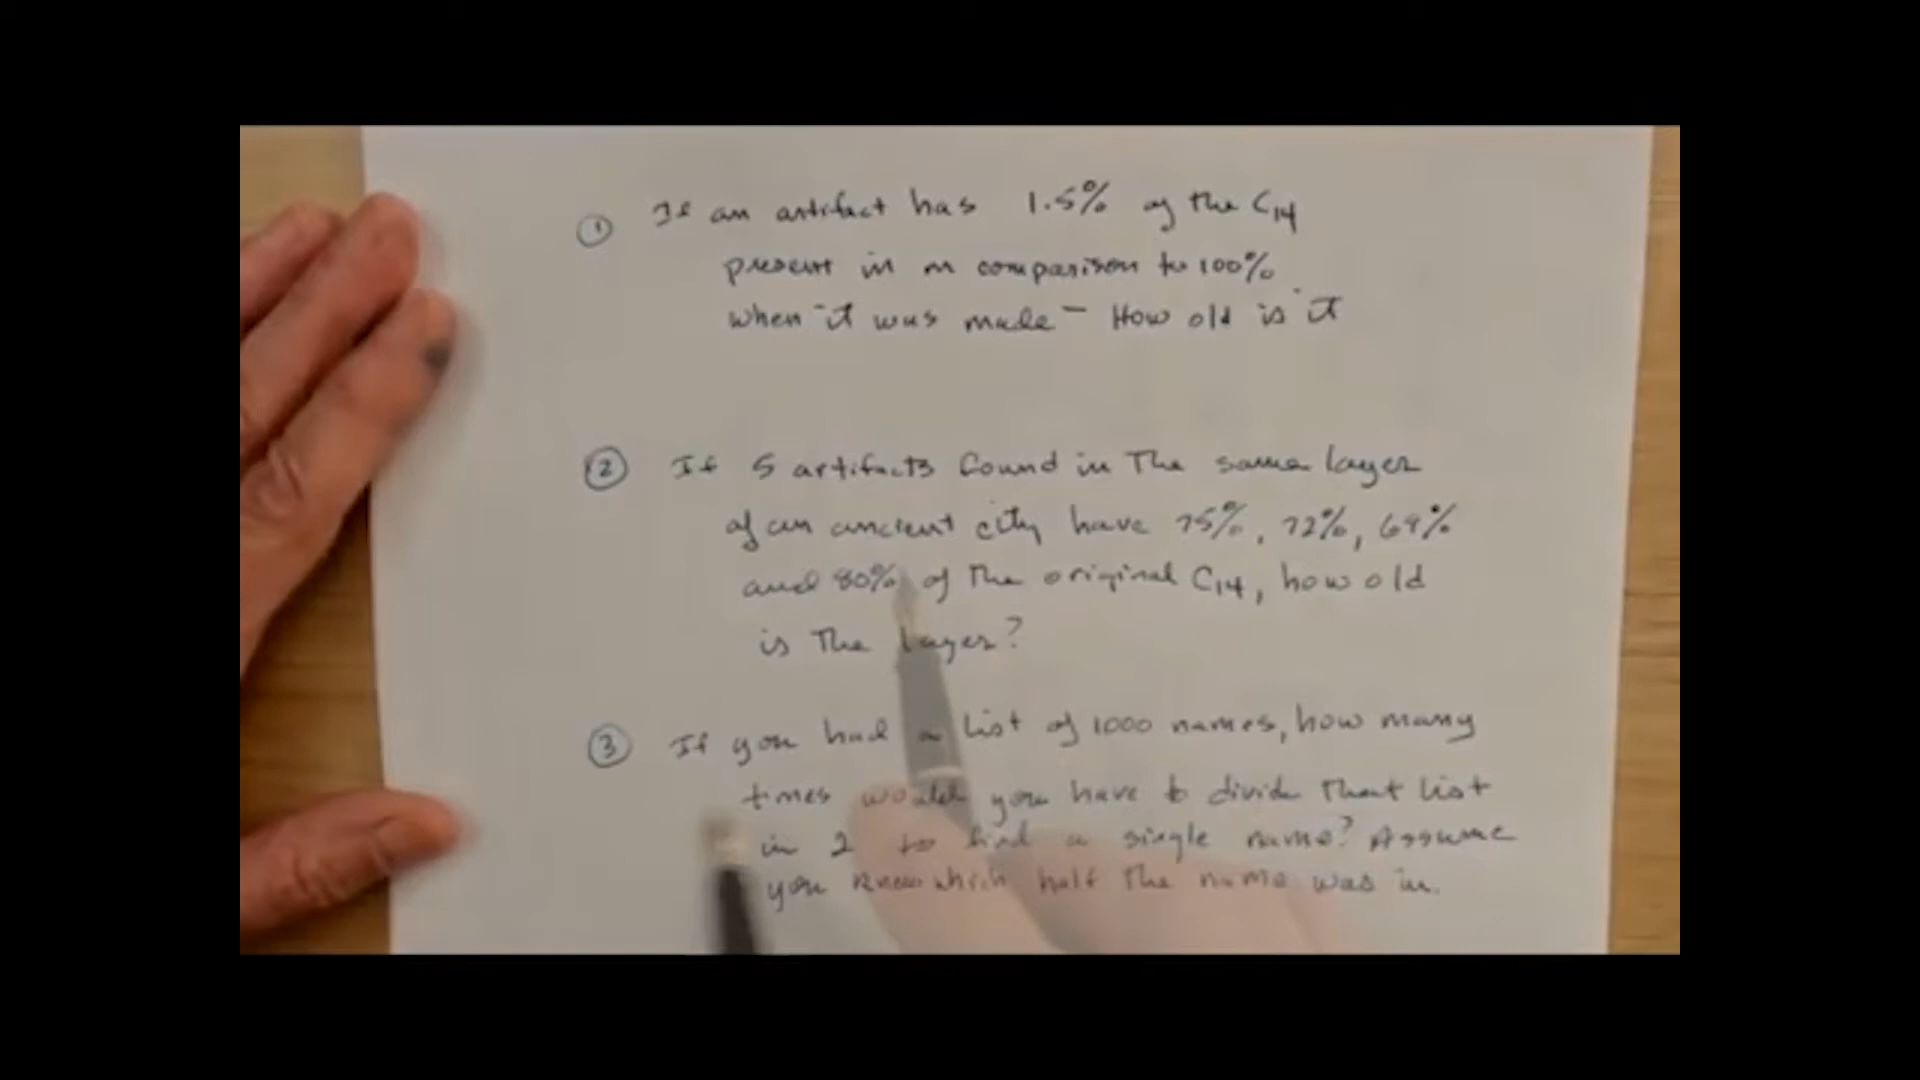 ① If an artifact has 1.5% of the C14
present in in comparison to 100%
when it was made - How old is it
② If 5 artifacts found in The same layer
of an ancient city have 75%, 72%, 69%
and 80% of The original C14, how old
is The layer?
③ If you had a list of 1000 names, how many
times would you have to divide That list
in 2 to find a single name? Assume
you know which half The name was in.